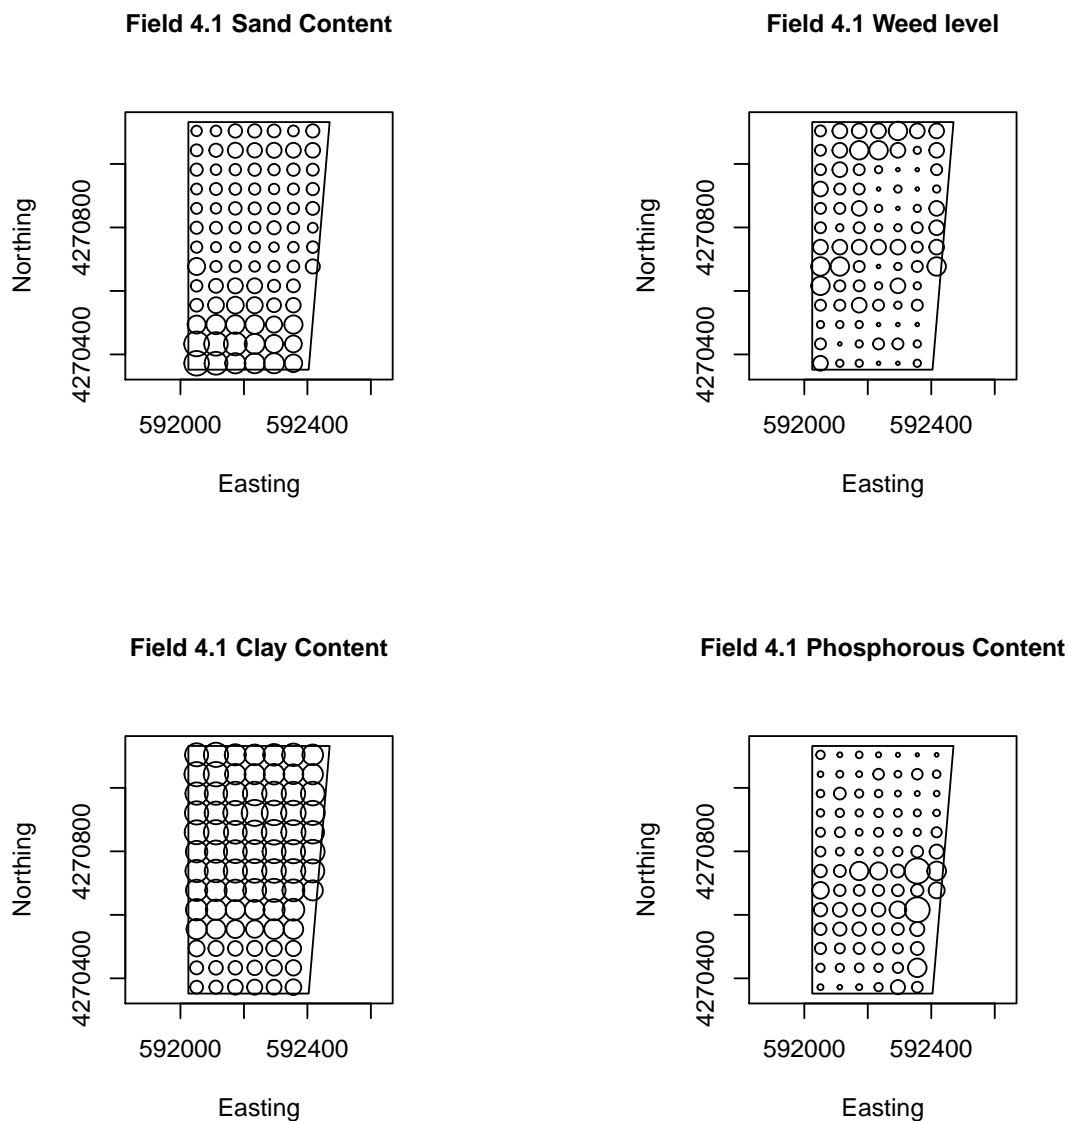 Field 4.1 Sand Content
Northing
4270400
4270800
592000
592400
Easting
Field 4.1 Weed level
Northing
4270400
4270800
592000
592400
Easting
Field 4.1 Clay Content
Northing
4270400
4270800
592000
592400
Easting
Field 4.1 Phosphorous Content
Northing
4270400
4270800
592000
592400
Easting